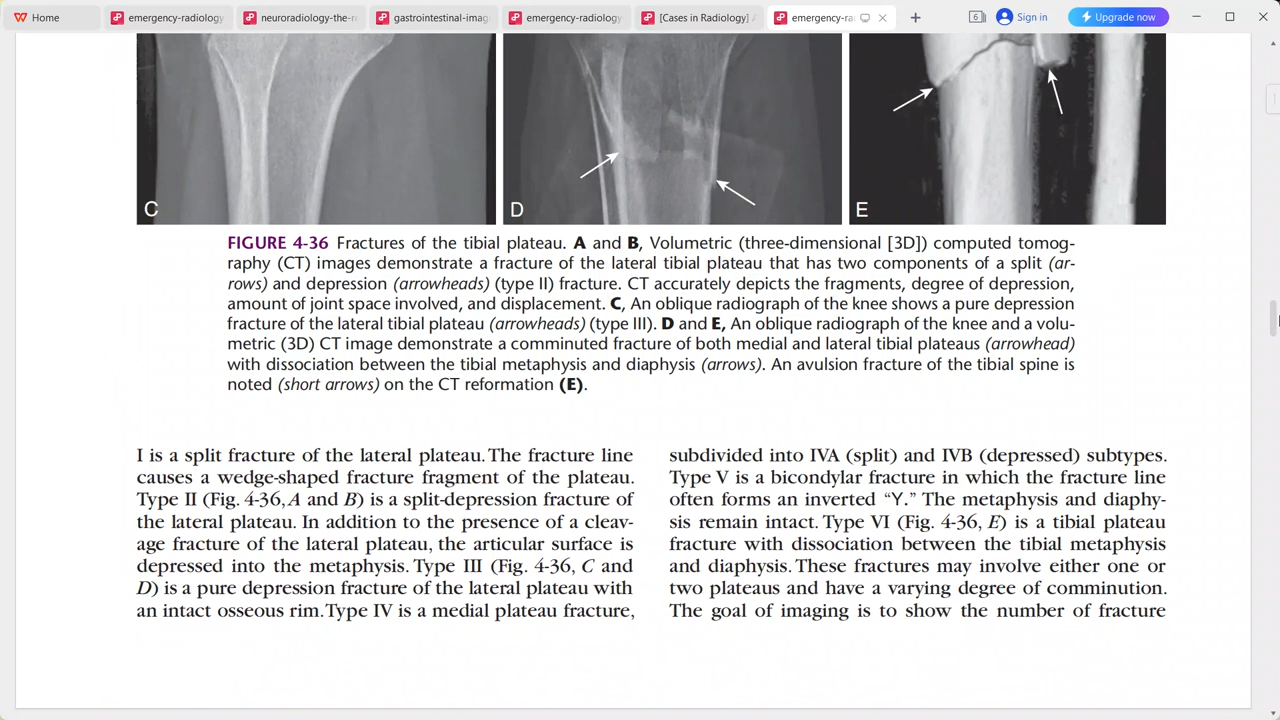 Home
emergency-radiology
neuroradiology-the-r
gastrointestinal-imag
emergency-radiology
[Cases in Radiology]
emergency-ra
6
Sign in
Upgrade now
C
D
E
FIGURE 4-36 Fractures of the tibial plateau. A and B, Volumetric (three-dimensional [3D]) computed tomog-
raphy (CT) images demonstrate a fracture of the lateral tibial plateau that has two components of a split (ar-
rows) and depression (arrowheads) (type II) fracture. CT accurately depicts the fragments, degree of depression,
amount of joint space involved, and displacement. C, An oblique radiograph of the knee shows a pure depression
fracture of the lateral tibial plateau (arrowheads) (type III). D and E, An oblique radiograph of the knee and a volu-
metric (3D) CT image demonstrate a comminuted fracture of both medial and lateral tibial plateaus (arrowhead)
with dissociation between the tibial metaphysis and diaphysis (arrows). An avulsion fracture of the tibial spine is
noted (short arrows) on the CT reformation (E).
I is a split fracture of the lateral plateau. The fracture line
causes a wedge-shaped fracture fragment of the plateau.
Type II (Fig. 4-36, A and B) is a split-depression fracture of
the lateral plateau. In addition to the presence of a cleav-
age fracture of the lateral plateau, the articular surface is
depressed into the metaphysis. Type III (Fig. 4-36, C and
D) is a pure depression fracture of the lateral plateau with
an intact osseous rim. Type IV is a medial plateau fracture,
subdivided into IVA (split) and IVB (depressed) subtypes.
Type V is a bicondylar fracture in which the fracture line
often forms an inverted “Y.” The metaphysis and diaphy-
sis remain intact. Type VI (Fig. 4-36, E) is a tibial plateau
fracture with dissociation between the tibial metaphysis
and diaphysis. These fractures may involve either one or
two plateaus and have a varying degree of comminution.
The goal of imaging is to show the number of fracture